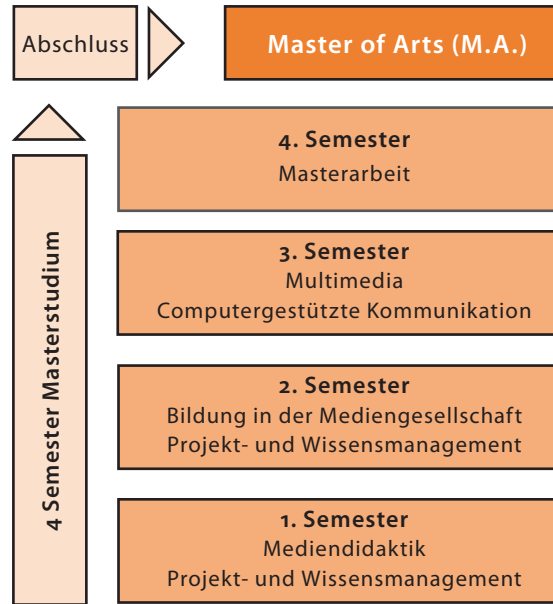 Abschluss
Master of Arts (M.A.)
4 Semester Masterstudium
4. Semester
Masterarbeit
3. Semester
Multimedia
Computergestützte Kommunikation
2. Semester
Bildung in der Mediengesellschaft
Projekt- und Wissensmanagement
1. Semester
Mediendidaktik
Projekt- und Wissensmanagement